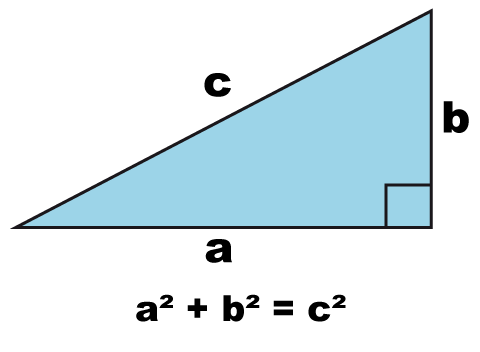 c
b
a
a² + b² = c²